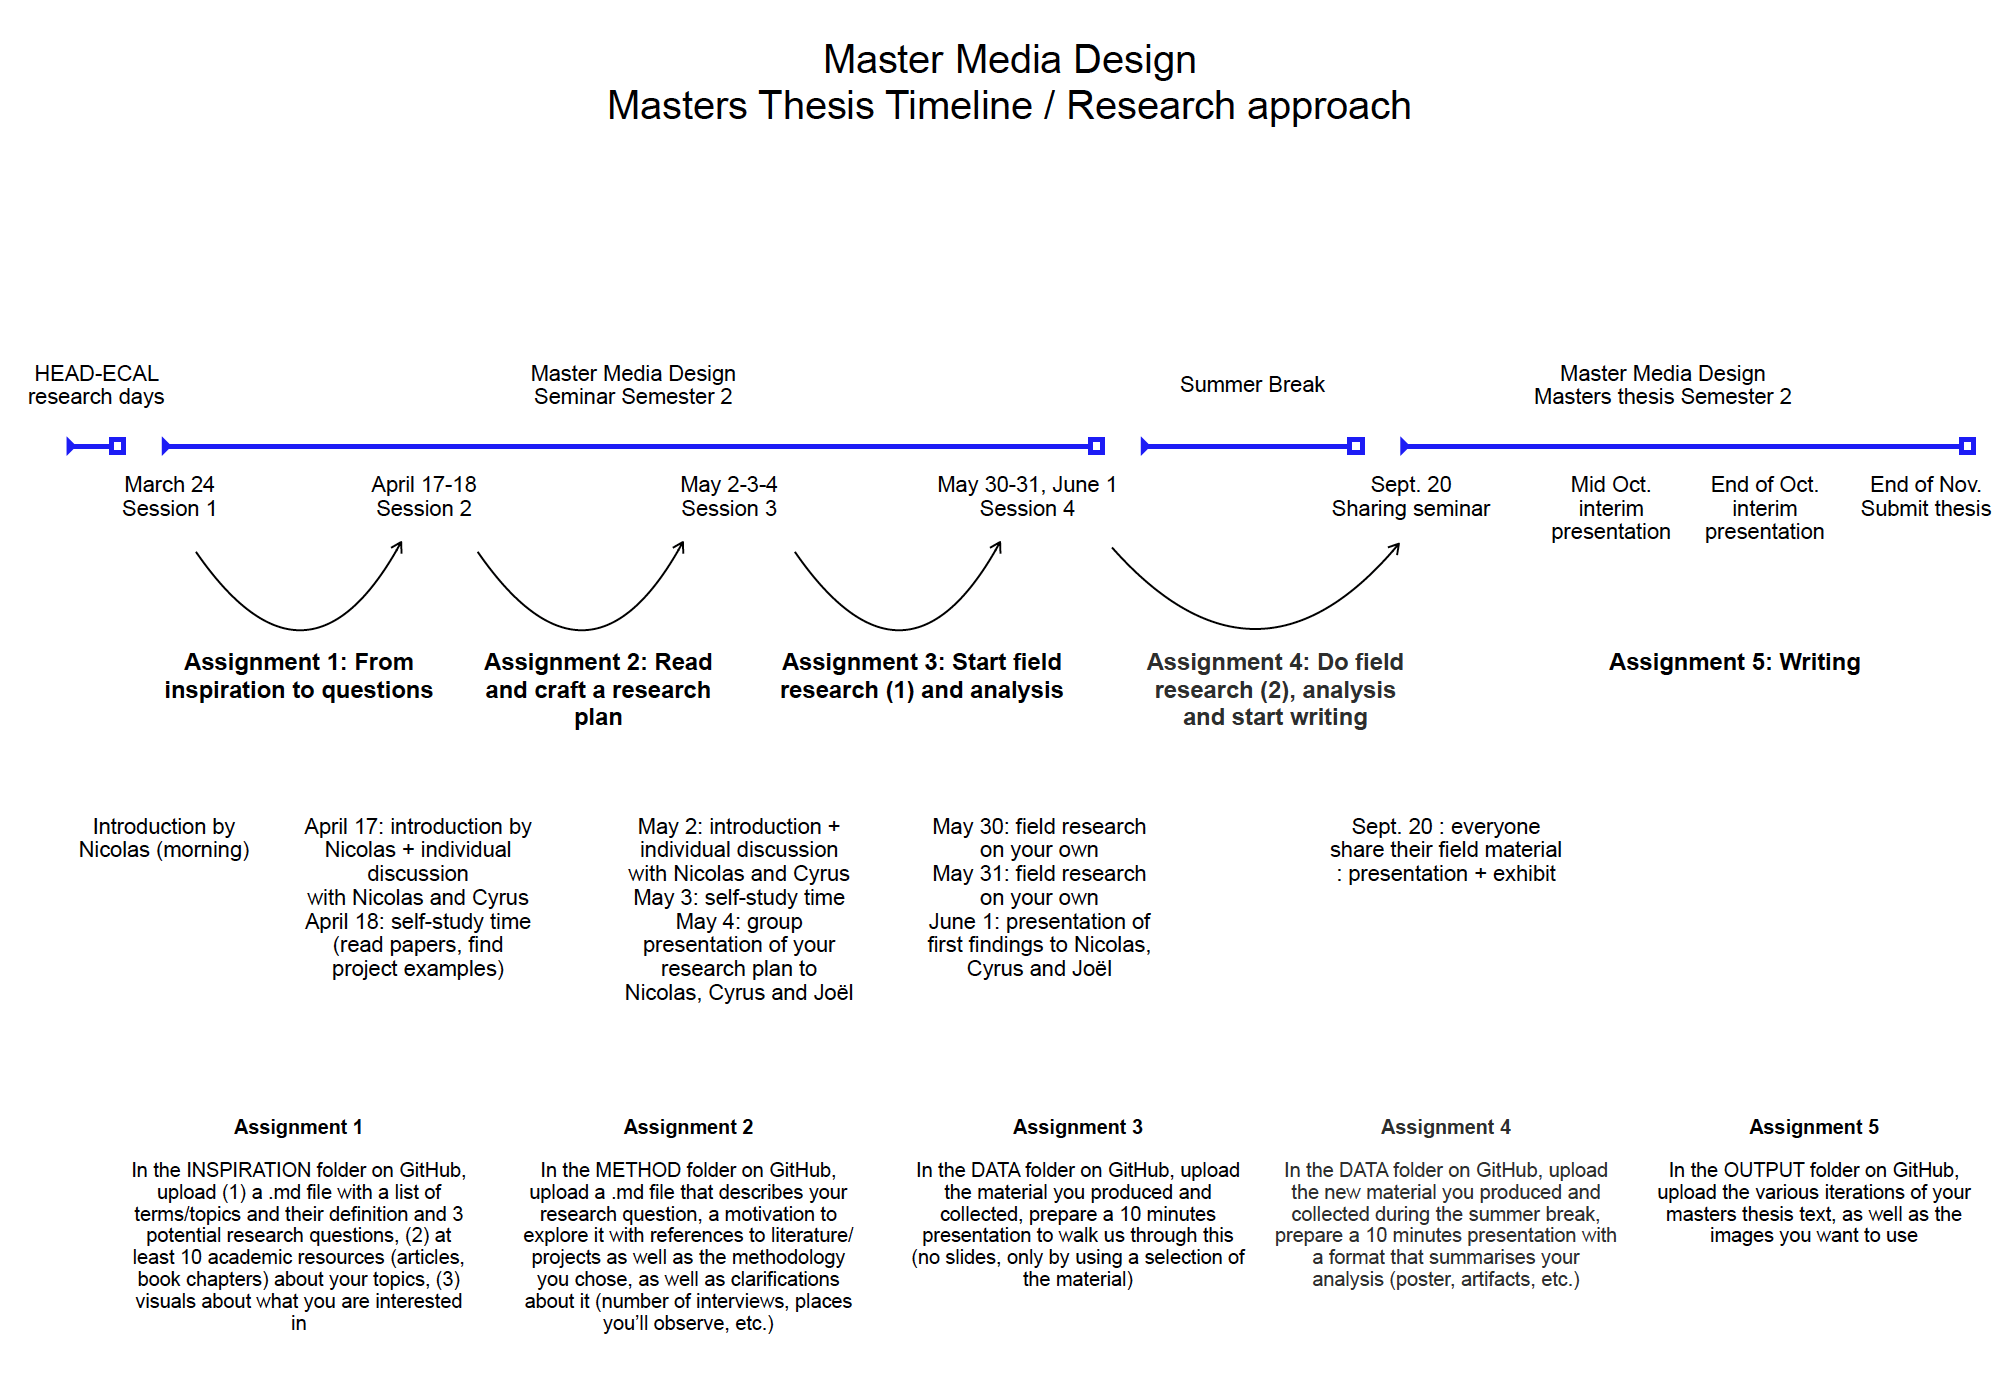 Master Media Design
Masters Thesis Timeline / Research approach
HEAD-ECAL
research days
Master Media Design
Seminar Semester 2
Summer Break
Master Media Design
Masters thesis Semester 2
March 24
Session 1
April 17-18
Session 2
May 2-3-4
Session 3
May 30-31, June 1
Session 4
Sept. 20
Sharing seminar
Mid Oct.
interim
presentation
End of Oct.
interim
presentation
End of Nov.
Submit thesis
Assignment 1: From
inspiration to questions
Assignment 2: Read
and craft a research
plan
Assignment 3: Start field
research (1) and analysis
Assignment 4: Do field
research (2), analysis
and start writing
Assignment 5: Writing
Introduction by
Nicolas (morning)
April 17: introduction by
Nicolas + individual
discussion
with Nicolas and Cyrus
April 18: self-study time
(read papers, find
project examples)
May 2: introduction +
individual discussion
with Nicolas and Cyrus
May 3: self-study time
May 4: group
presentation of your
research plan to
Nicolas, Cyrus and Joël
May 30: field research
on your own
May 31: field research
on your own
June 1: presentation of
first findings to Nicolas,
Cyrus and Joël
Sept. 20 : everyone
share their field material
: presentation + exhibit
Assignment 1
In the INSPIRATION folder on GitHub,
upload (1) a .md file with a list of
terms/topics and their definition and 3
potential research questions, (2) at
least 10 academic resources (articles,
book chapters) about your topics, (3)
visuals about what you are interested
in
Assignment 2
In the METHOD folder on GitHub,
upload a .md file that describes your
research question, a motivation to
explore it with references to literature/
projects as well as the methodology
you chose, as well as clarifications
about it (number of interviews, places
you'll observe, etc.)
Assignment 3
In the DATA folder on GitHub, upload
the material you produced and
collected, prepare a 10 minutes
presentation to walk us through this
(no slides, only by using a selection of
the material)
Assignment 4
In the DATA folder on GitHub, upload
the new material you produced and
collected during the summer break,
prepare a 10 minutes presentation with
a format that summarises your
analysis (poster, artifacts, etc.)
Assignment 5
In the OUTPUT folder on GitHub,
upload the various iterations of your
masters thesis text, as well as the
images you want to use